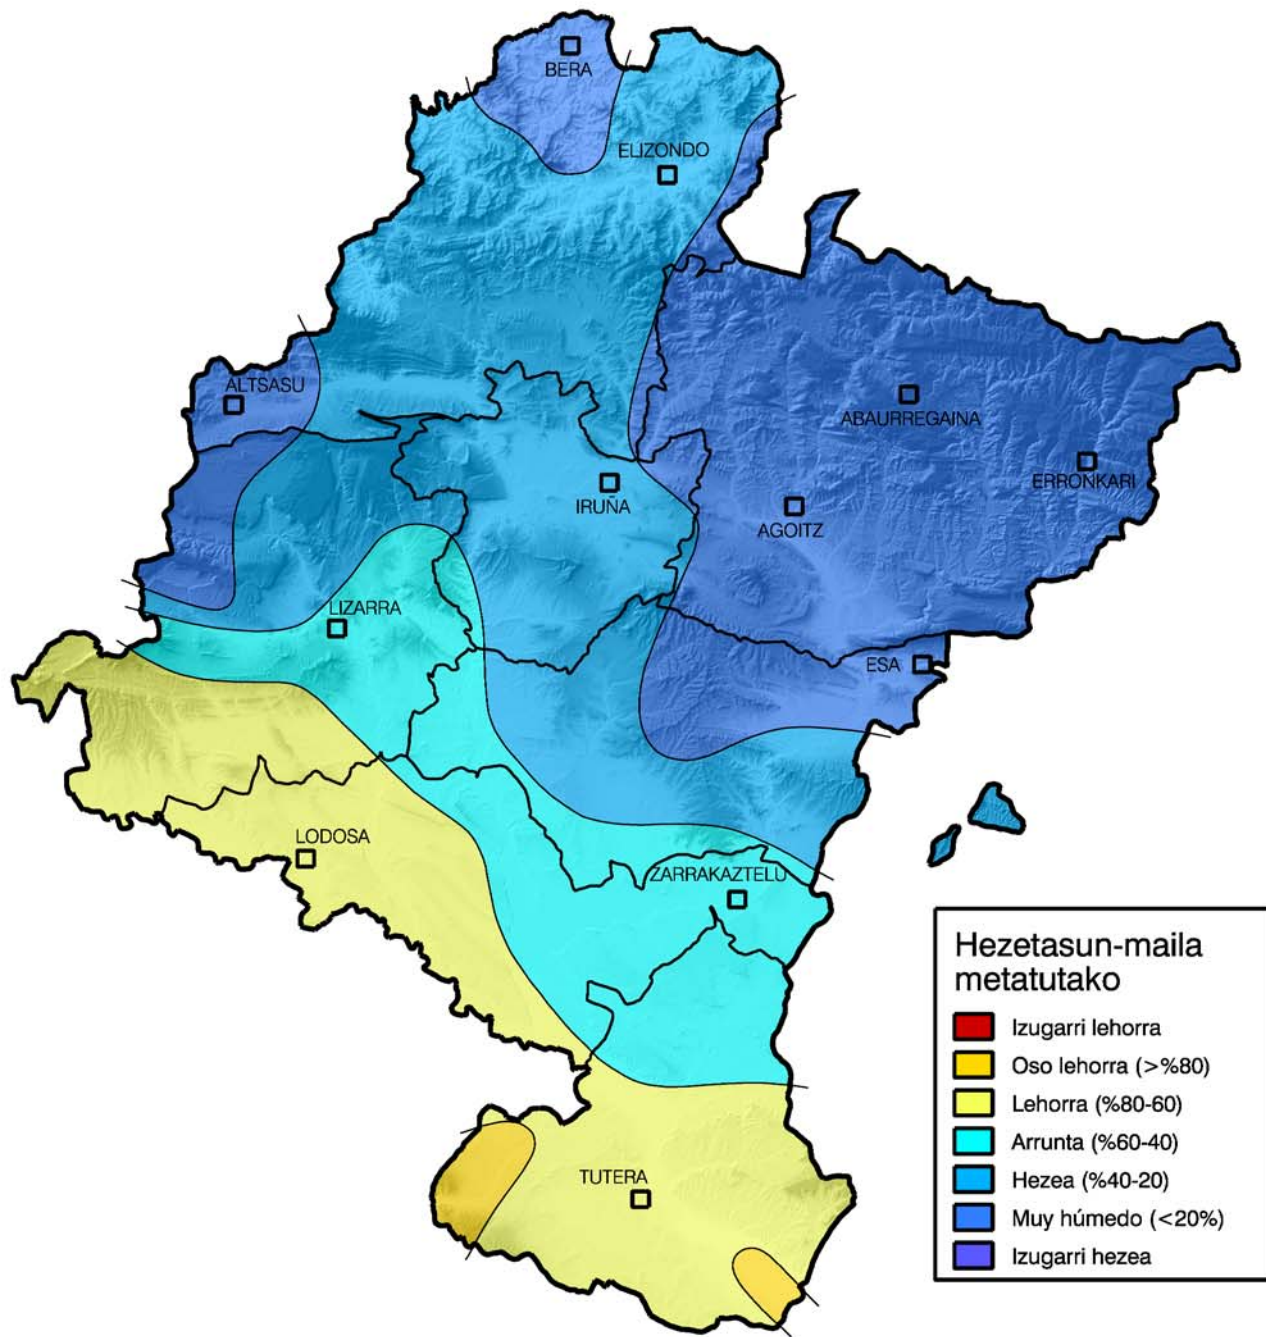 BERA
ELIZONDO
ALTSASU
ABAURREGAINA
ERRONKARI
IRUÑA
AGOITZ
LIZARRA
ESA
LODOSA
ZARRAKAZTELU
TUTERA
Hezetasun-maila
metatutako
Izugarri lehorra
Oso lehorra (>%80)
Lehorra (%80-60)
Arrunta (%60-40)
Hezea (%40-20)
Muy húmedo (<20%)
Izugarri hezea